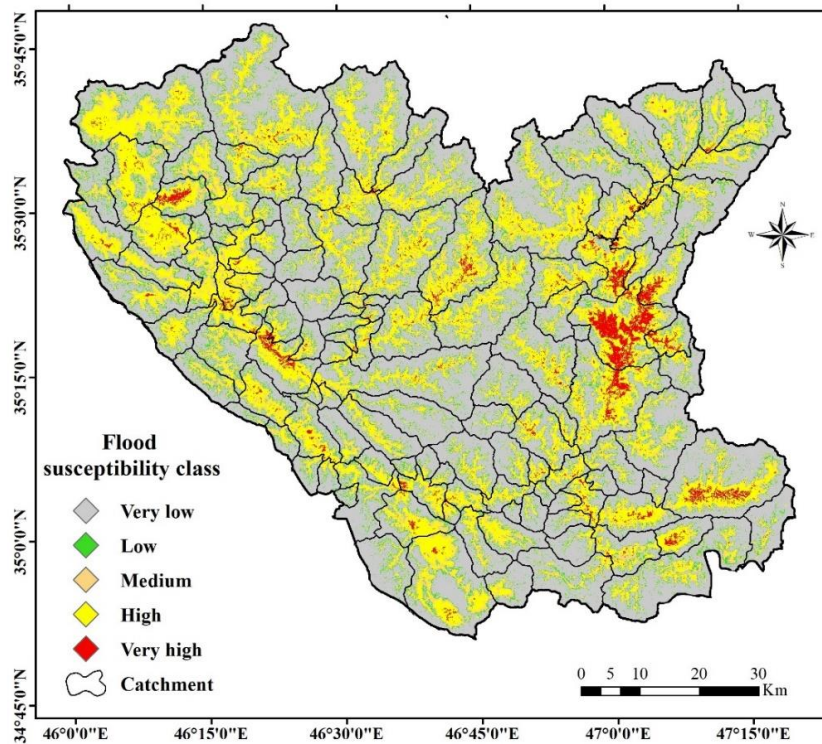 35°45'0"N
35°30'0"N
35°15'0"N
35°0'0"N
34°45'0"N
N
W
E
S
Flood
susceptibility class
Very low
Low
Medium
High
Very high
Catchment
0 5 10 20 30
Km
46°0'0"E 46°15'0"E 46°30'0"E 46°45'0"E 47°0'0"E 47°15'0"E